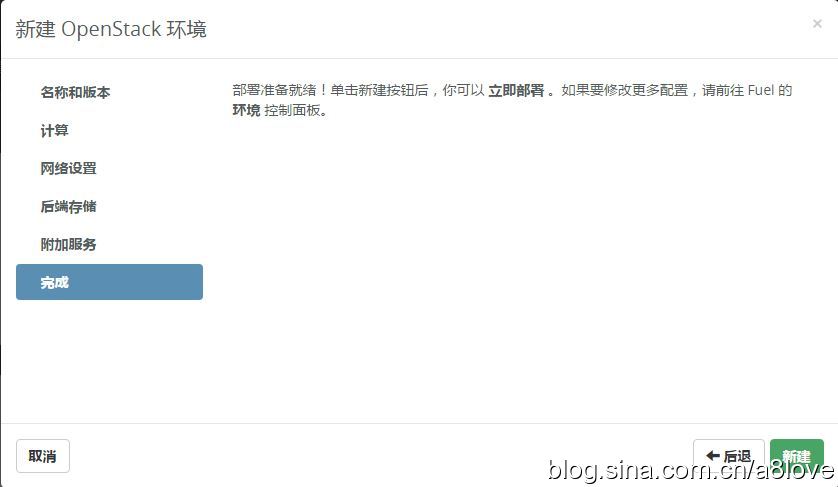 新建 OpenStack 环境
×
名称和版本
计算
网络设置
后端存储
附加服务
完成
部署准备就绪！单击新建按钮后，你可以 立即部署 。如果要修改更多配置，请前往 Fuel 的
环境 控制面板。
取消
后退
新建
blog.sina.com.cn/a8love